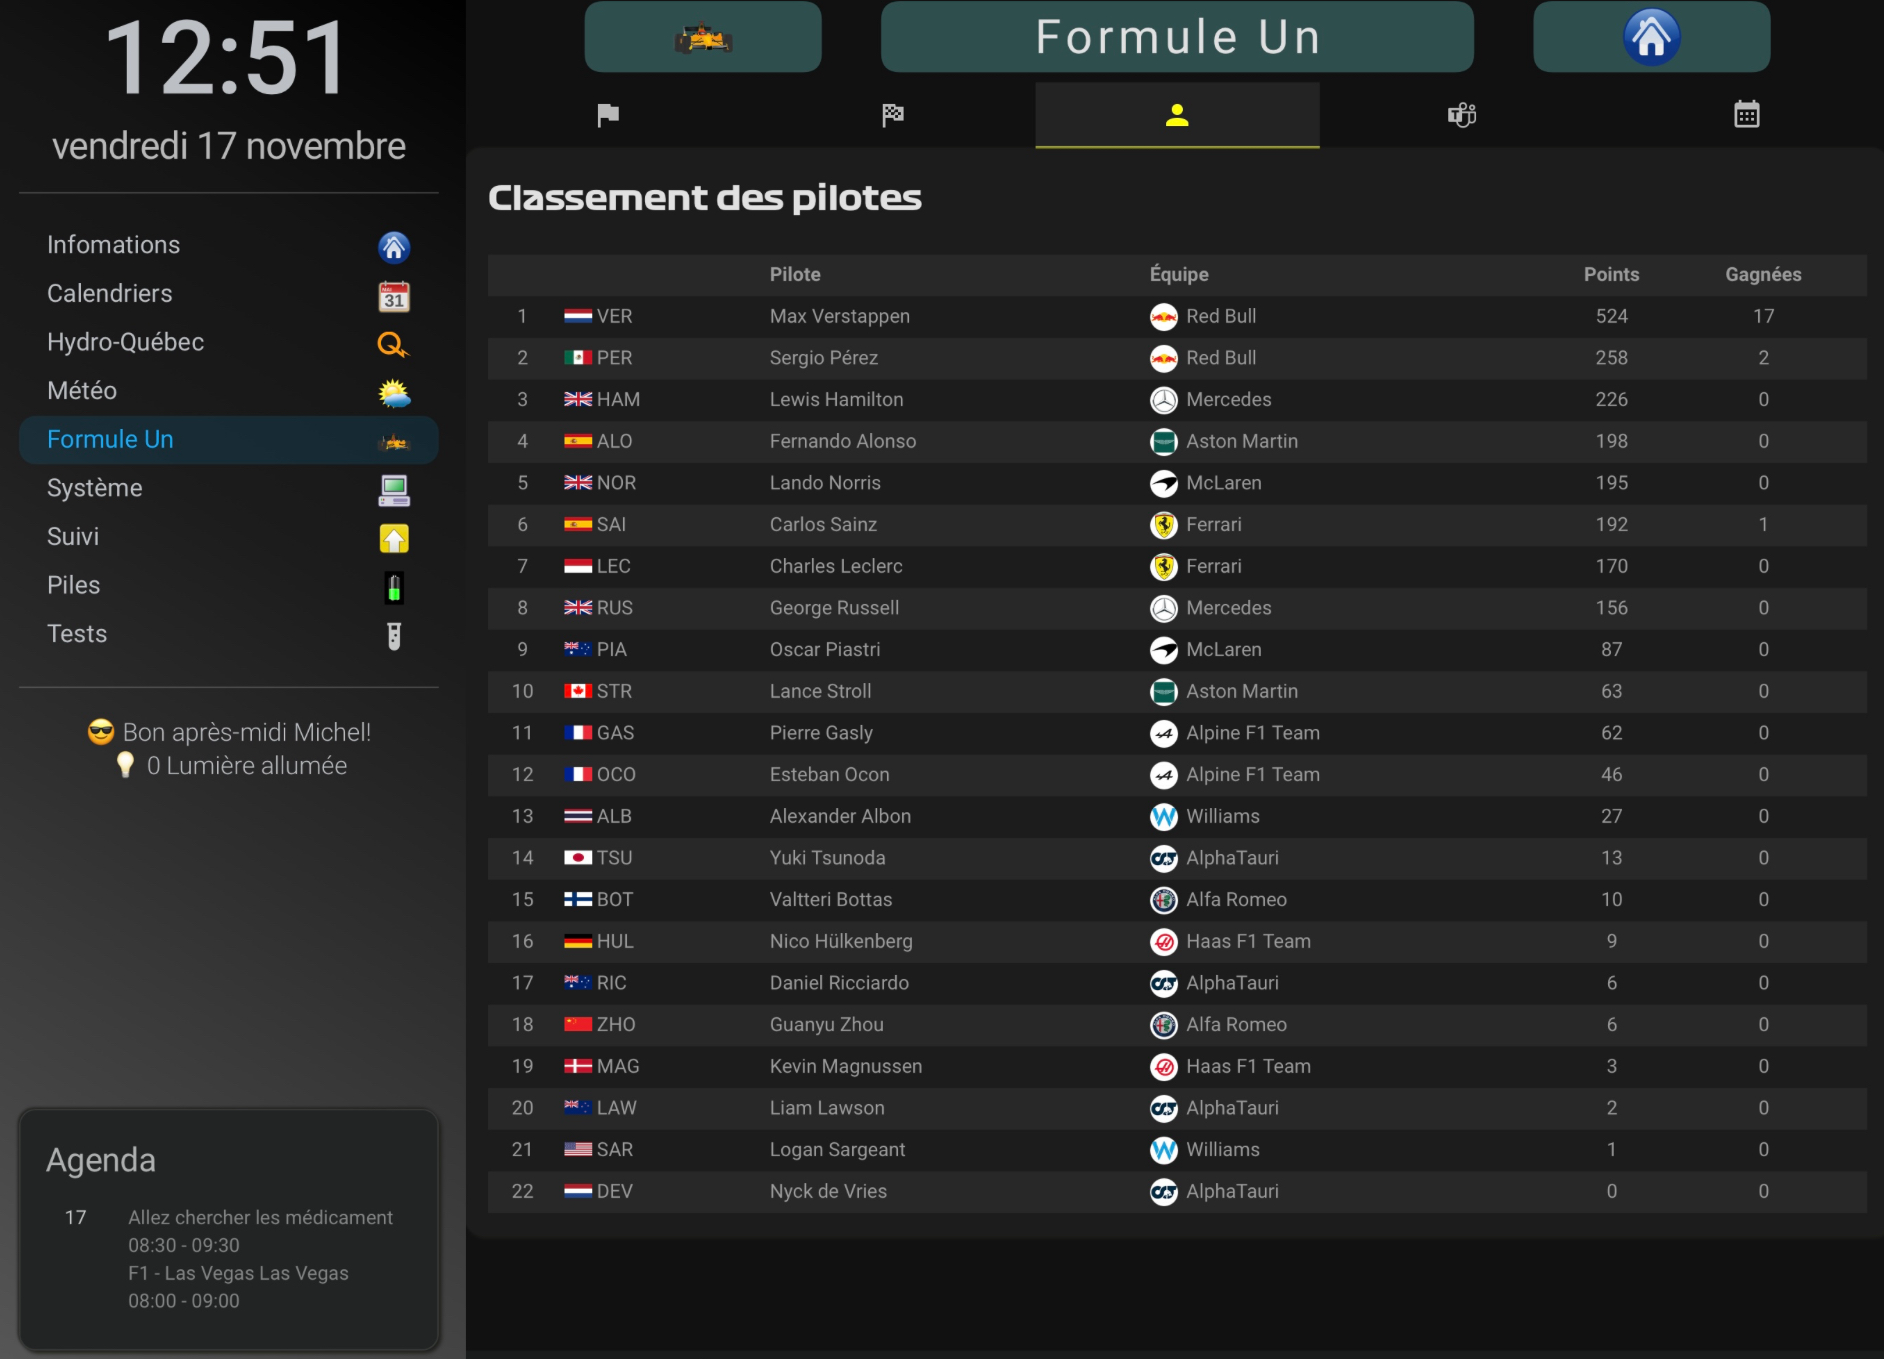 12:51
vendredi 17 novembre
Infomations
Calendriers
31
Hydro-Québec
Météo
Formule Un
Système
Suivi
Piles
Tests
Bon après-midi Michel!
0 Lumière allumée
Agenda
17 Allez chercher les médicament
08:30 - 09:30
F1 - Las Vegas Las Vegas
08:00 - 09:00
Formule Un
Classement des pilotes
Pilote Équipe Points Gagnées
1 VER Max Verstappen Red Bull 524 17
2 PER Sergio Pérez Red Bull 258 2
3 HAM Lewis Hamilton Mercedes 226 0
4 ALO Fernando Alonso Aston Martin 198 0
5 NOR Lando Norris McLaren 195 0
6 SAI Carlos Sainz Ferrari 192 1
7 LEC Charles Leclerc Ferrari 170 0
8 RUS George Russell Mercedes 156 0
9 PIA Oscar Piastri McLaren 87 0
10 STR Lance Stroll Aston Martin 63 0
11 GAS Pierre Gasly Alpine F1 Team 62 0
12 OCO Esteban Ocon Alpine F1 Team 46 0
13 ALB Alexander Albon Williams 27 0
14 TSU Yuki Tsunoda AlphaTauri 13 0
15 BOT Valtteri Bottas Alfa Romeo 10 0
16 HUL Nico Hülkenberg Haas F1 Team 9 0
17 RIC Daniel Ricciardo AlphaTauri 6 0
18 ZHO Guanyu Zhou Alfa Romeo 6 0
19 MAG Kevin Magnussen Haas F1 Team 3 0
20 LAW Liam Lawson AlphaTauri 2 0
21 SAR Logan Sargeant Williams 1 0
22 DEV Nyck de Vries AlphaTauri 0 0